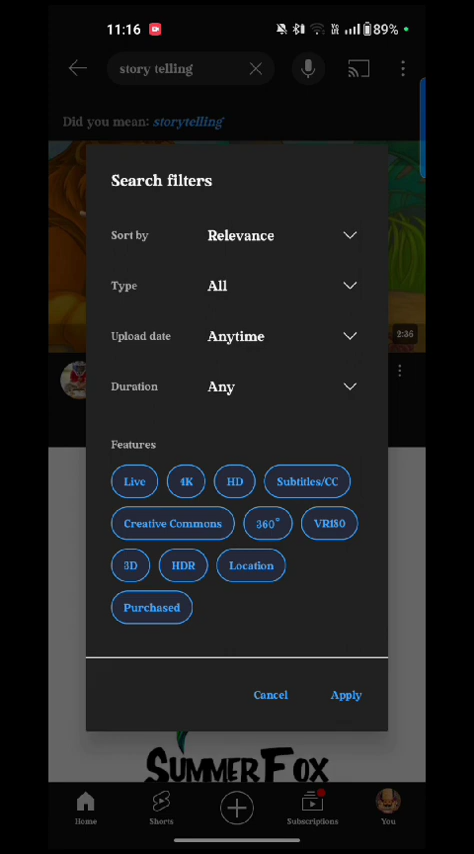 11:16 89%
story telling
Did you mean: storytelling
Search filters
Sort by Relevance
Type All
2:36
Upload date Anytime
Duration Any
Features
Live 4K HD Subtitles/CC
Creative Commons 360° VR180
3D HDR Location
Purchased
Cancel Apply
SUMMERFOX
Home Shorts Subscriptions You